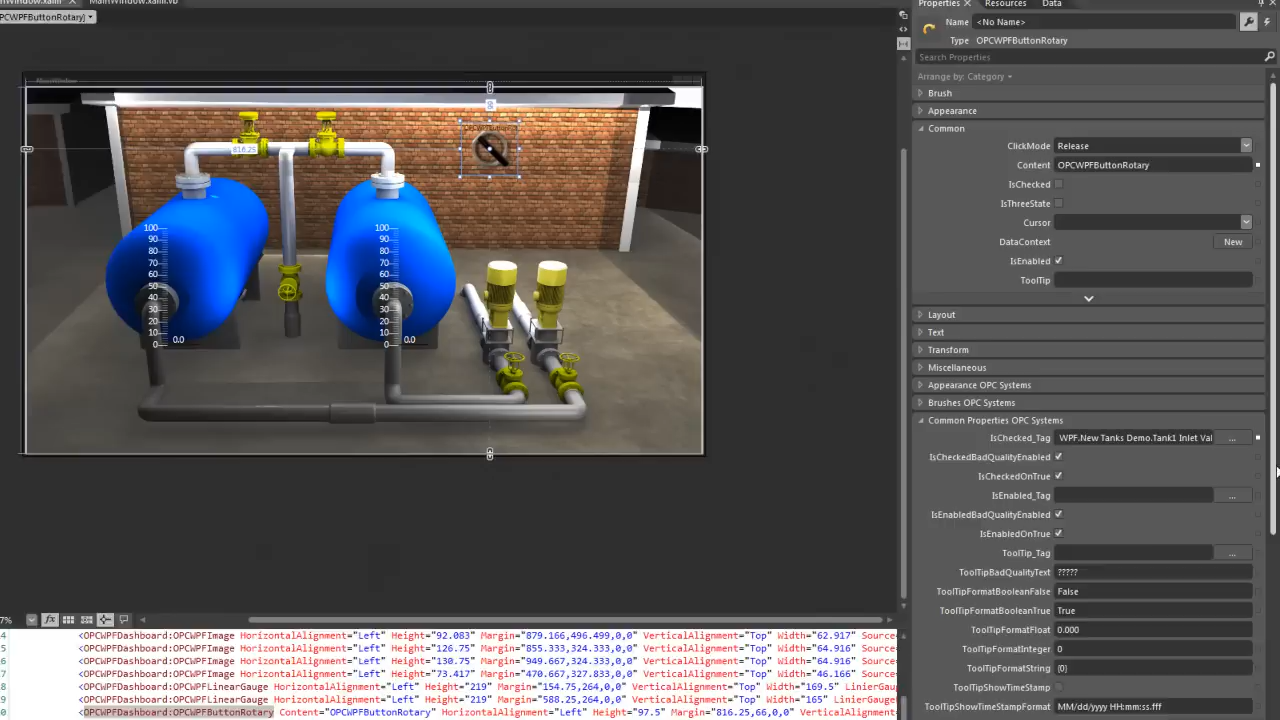 MainWindow.xaml
MainWindow.xaml.vb
OPCWPFButtonRotary
Properties
Resources
Data
Name <No Name>
Type OPCWPFButtonRotary
Search Properties
Arrange by: Category
Brush
Appearance
Common
ClickMode Release
Content OPCWPFButtonRotary
IsChecked
IsThreeState
Cursor
DataContext New
IsEnabled
ToolTip
Layout
Text
Transform
Miscellaneous
Appearance OPC Systems
Brushes OPC Systems
Common Properties OPC Systems
IsChecked_Tag WPF.New Tanks Demo.Tank1 Inlet Val ...
IsCheckedBadQualityEnabled
IsCheckedOnTrue
IsEnabled_Tag ...
IsEnabledBadQualityEnabled
IsEnabledOnTrue
ToolTip_Tag ...
ToolTipBadQualityText ?????
ToolTipFormatBooleanFalse False
ToolTipFormatBooleanTrue True
ToolTipFormatFloat 0.000
ToolTipFormatInteger 0
ToolTipFormatString {0}
ToolTipShowTimeStamp
ToolTipShowTimeStampFormat MM/dd/yyyy HH:mm:ss.fff
816.25
100
90
80
70
60
50
40
30
20
10
0
0.0
100
90
80
70
60
50
40
30
20
10
0
0.0
7%
fx
4 <OPCWPFDashboard:OPCWPFImage HorizontalAlignment="Left" Height="92.083" Margin="879.166,496.499,0,0" VerticalAlignment="Top" Width="62.917" Source=
5 <OPCWPFDashboard:OPCWPFImage HorizontalAlignment="Left" Height="126.75" Margin="855.333,324.333,0,0" VerticalAlignment="Top" Width="64.916" Source
6 <OPCWPFDashboard:OPCWPFImage HorizontalAlignment="Left" Height="130.75" Margin="949.667,324.333,0,0" VerticalAlignment="Top" Width="64.916" Source
7 <OPCWPFDashboard:OPCWPFImage HorizontalAlignment="Left" Height="73.417" Margin="470.667,327.833,0,0" VerticalAlignment="Top" Width="46.166" Source
8 <OPCWPFDashboard:OPCWPFLinearGauge HorizontalAlignment="Left" Height="219" Margin="154.75,264,0,0" VerticalAlignment="Top" Width="169.5" LinierGau
9 <OPCWPFDashboard:OPCWPFLinearGauge HorizontalAlignment="Left" Height="219" Margin="588.25,264,0,0" VerticalAlignment="Top" Width="165" LinierGauge
0 <OPCWPFDashboard:OPCWPFButtonRotary Content="OPCWPFButtonRotary" HorizontalAlignment="Left" Height="97.5" Margin="816.25,66,0,0" VerticalAlignment